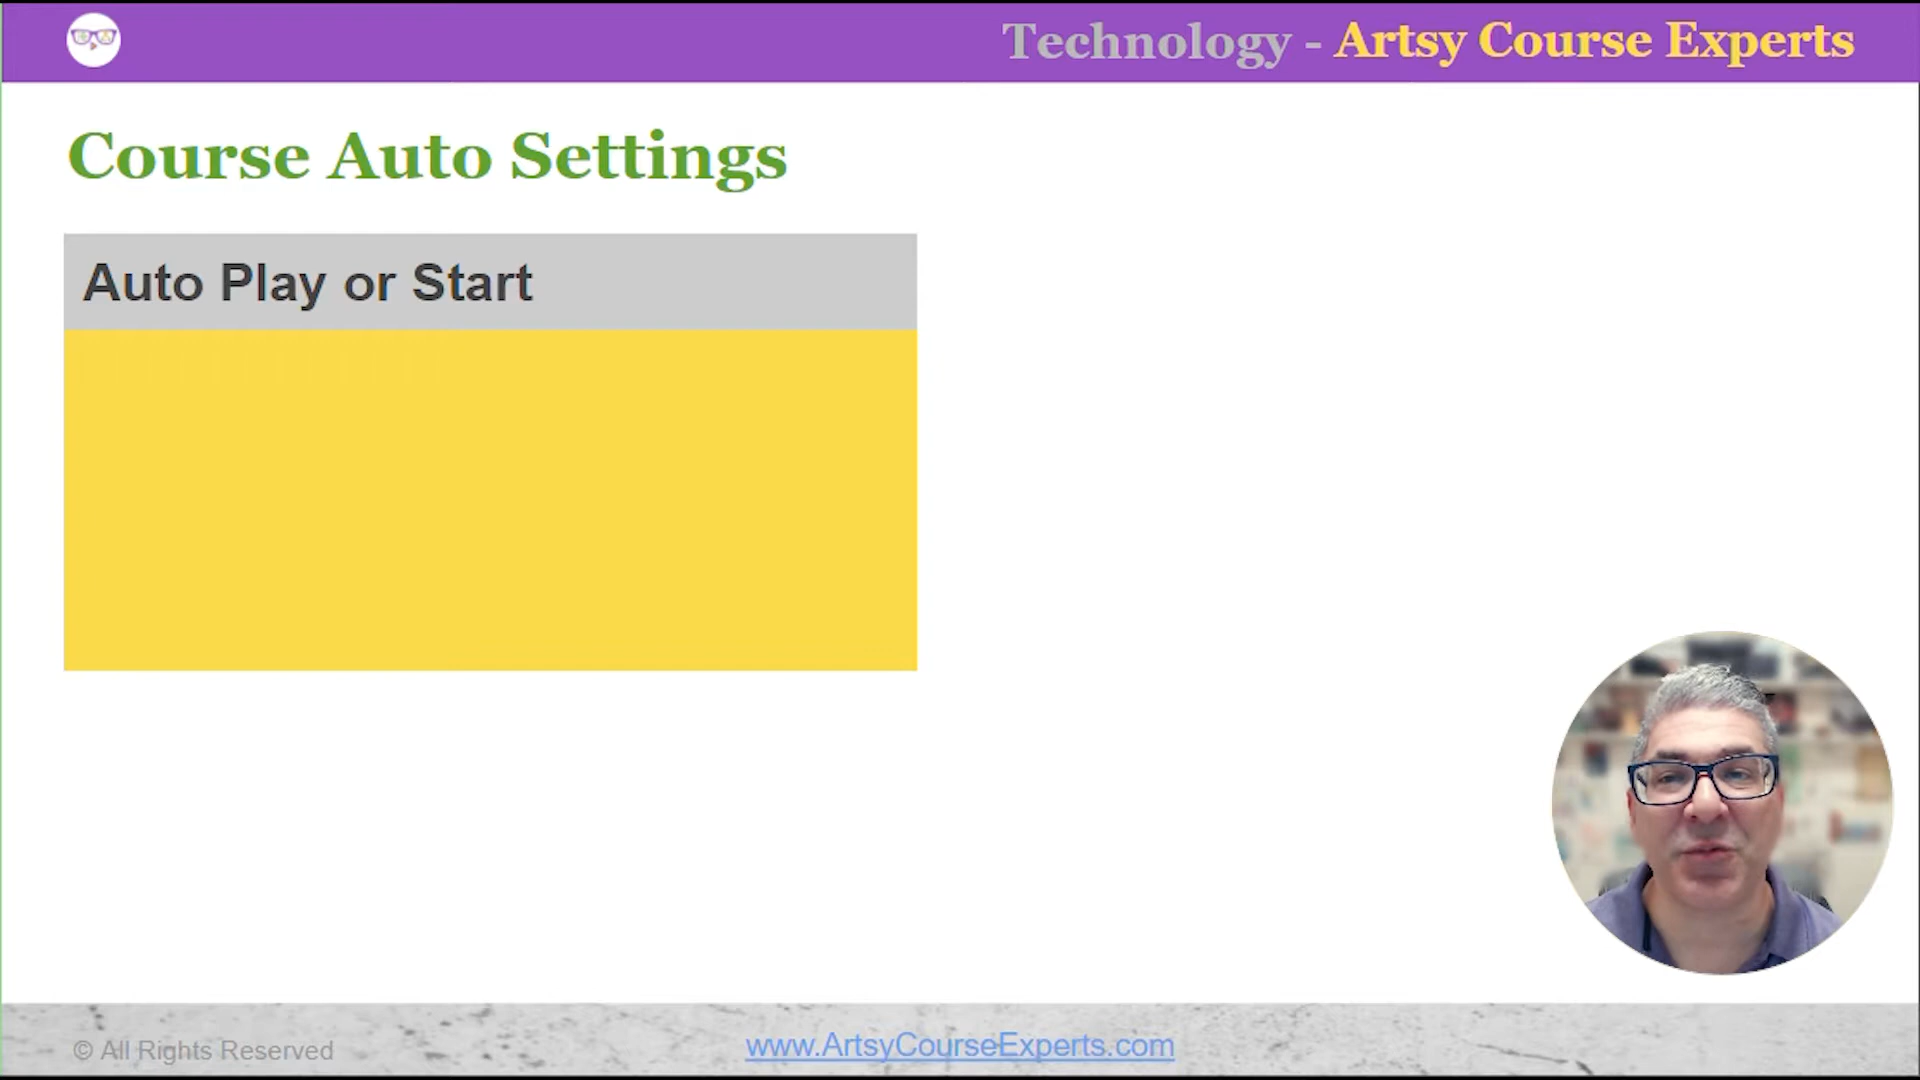 Technology - Artsy Course Experts
Course Auto Settings
Auto Play or Start
© All Rights Reserved
www.ArtsyCourseExperts.com